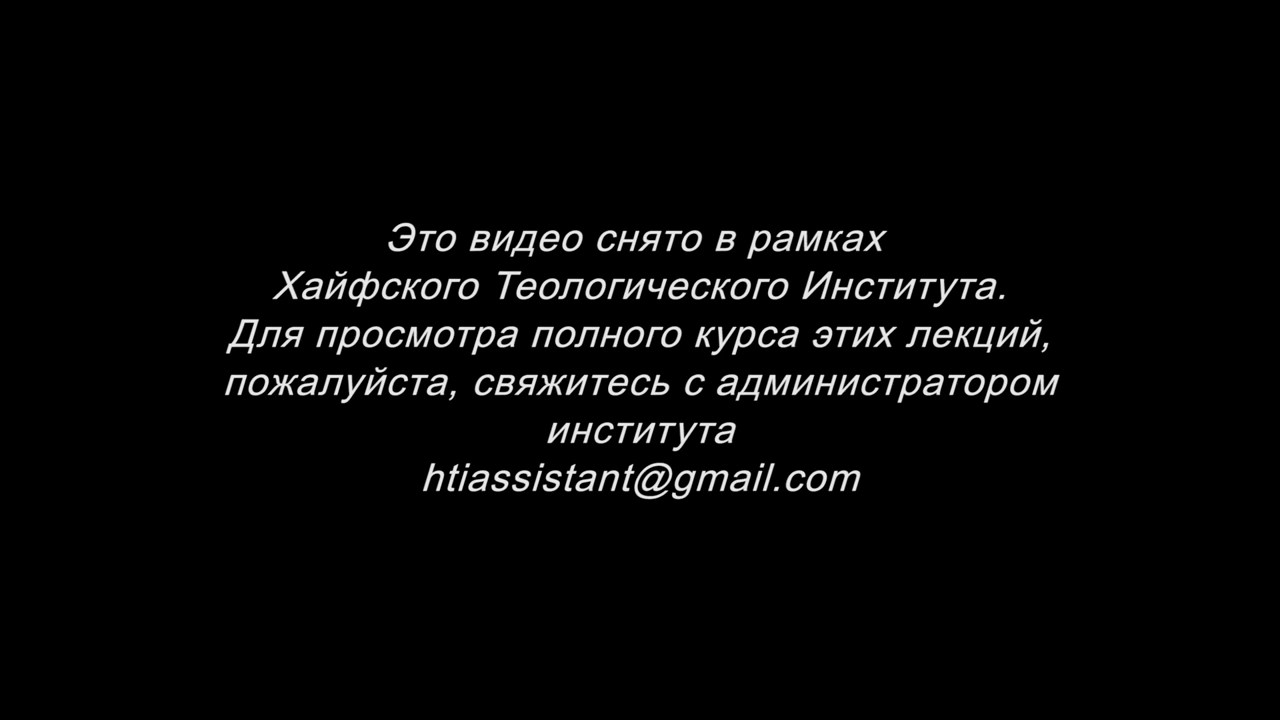 Это видео снято в рамках
Хайфского Теологического Института.
Для просмотра полного курса этих лекций,
пожалуйста, свяжитесь с администратором
института
htiassistant@gmail.com